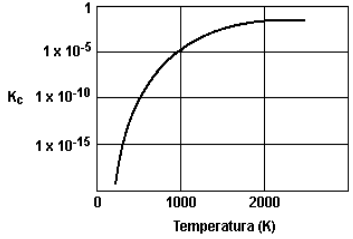 1
1 x 10-5
Kc 1 x 10-10
1 x 10-15
0 1000 2000
Temperatura (K)